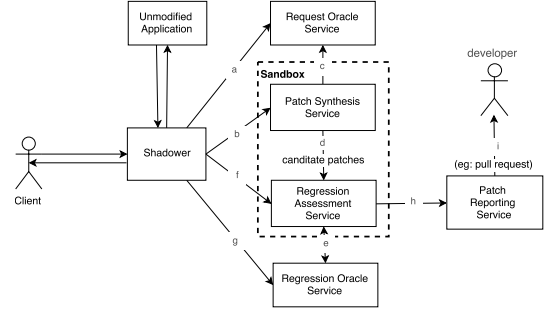 Unmodified
Application
Request Oracle
Service
a
c
developer
Sandbox
Patch Synthesis
Service
b
d
Shadower
canditate patches
i
(eg: pull request)
f
Client
Regression
Assessment
Service
h
Patch
Reporting
Service
g
e
Regression Oracle
Service